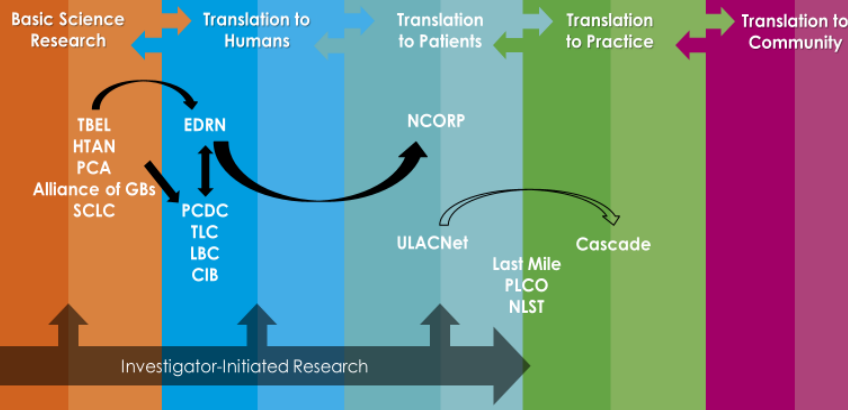 Basic Science
Research
Translation to
Humans
Translation
to Patients
Translation
to Practice
Translation to
Community
TBEL
HTAN
PCA
Alliance of GBs
SCLC
EDRN
PCDC
TLC
LBC
CIB
NCORP
ULACNet
Last Mile
PLCO
NLST
Cascade
Investigator-Initiated Research